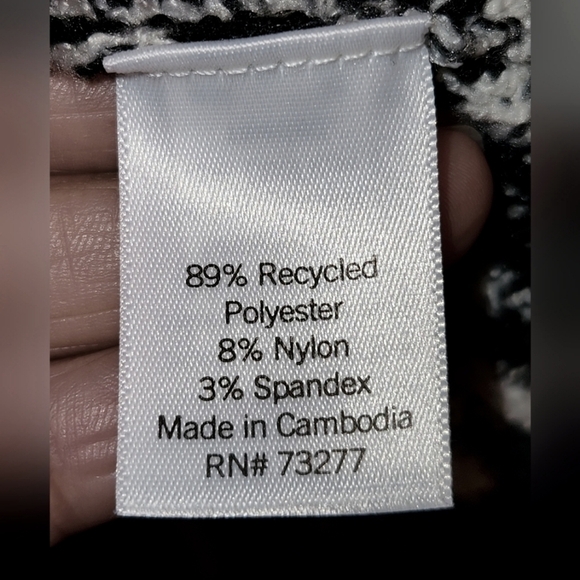 89% Recycled
Polyester
8% Nylon
3% Spandex
Made in Cambodia
RN# 73277